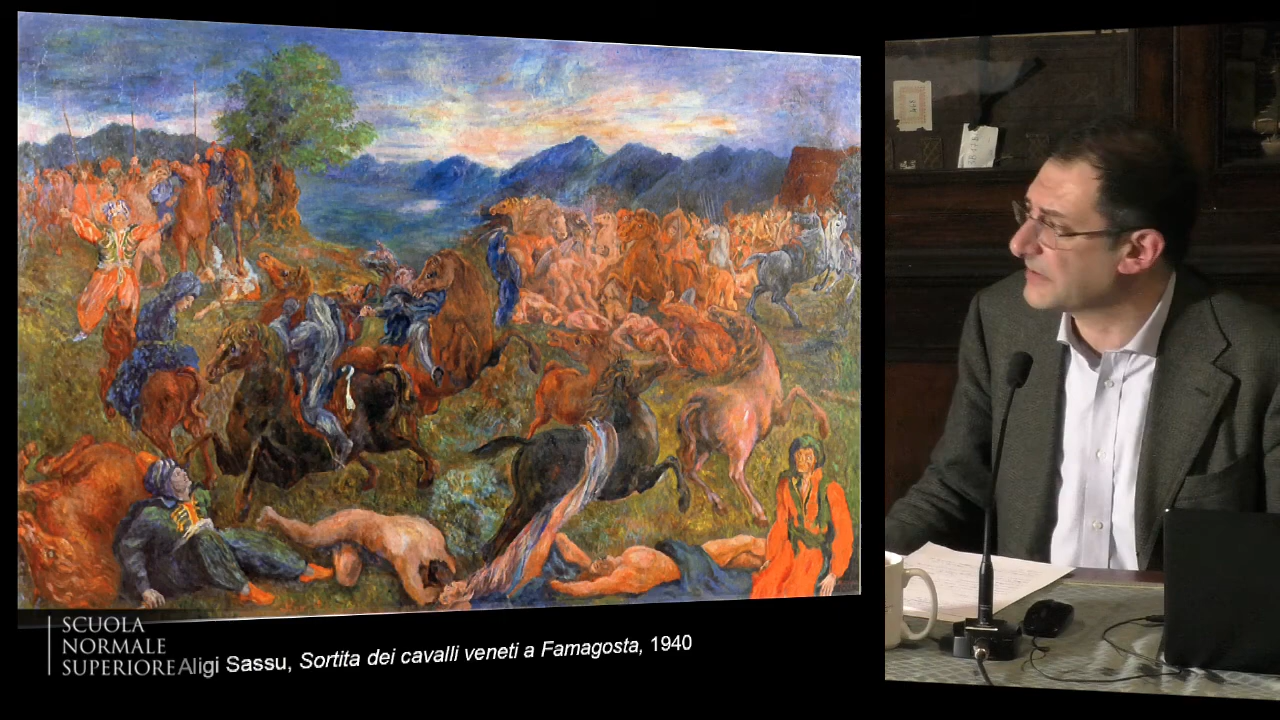 SCUOLA
NORMALE
SUPERIORE
Aligi Sassu, Sortita dei cavalli veneti a Famagosta, 1940